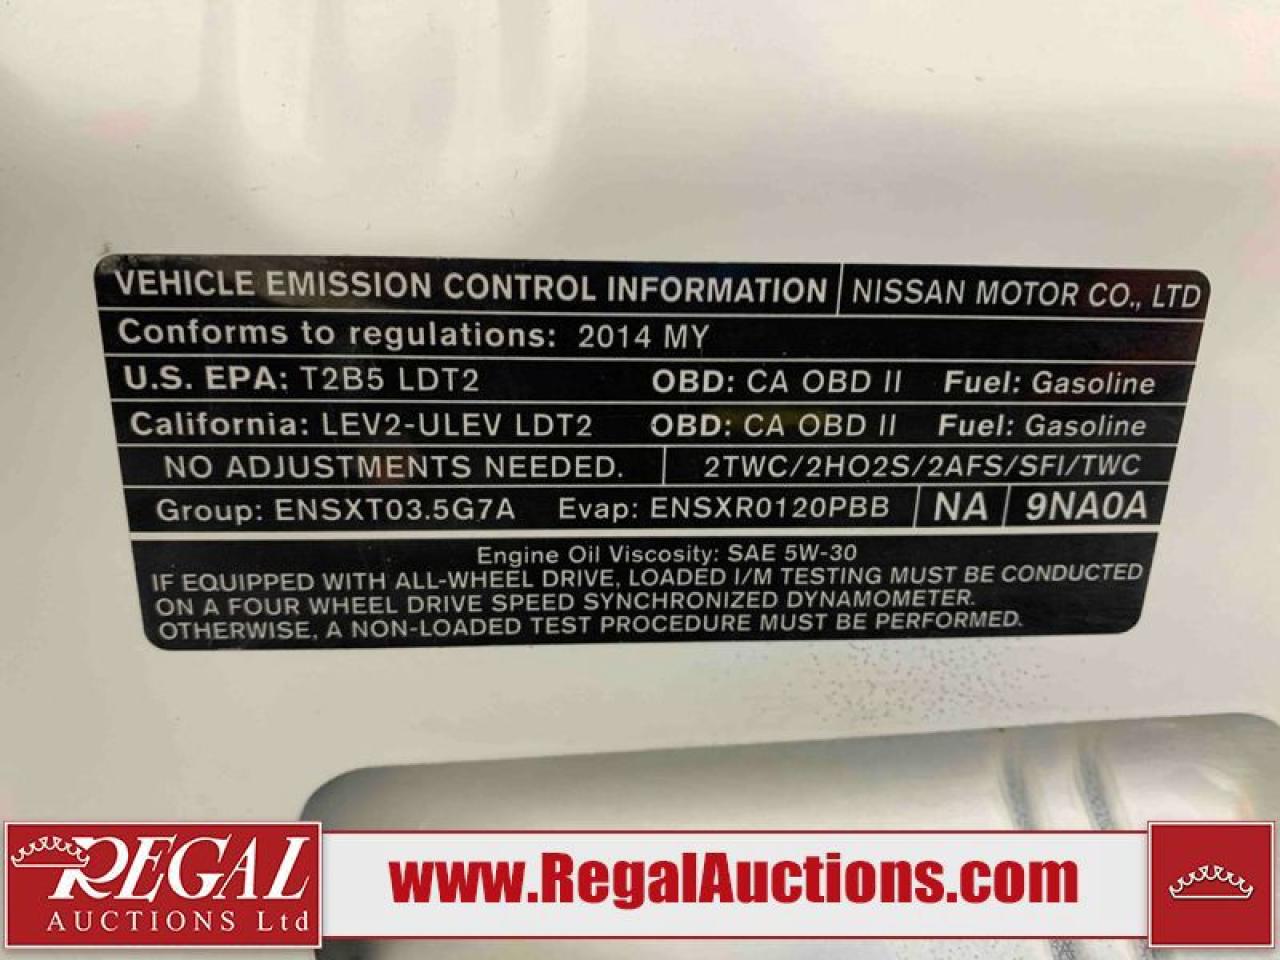 VEHICLE EMISSION CONTROL INFORMATION NISSAN MOTOR CO., LTD
Conforms to regulations: 2014 MY
U.S. EPA: T2B5 LDT2 OBD: CA OBD II Fuel: Gasoline
California: LEV2-ULEV LDT2 OBD: CA OBD II Fuel: Gasoline
NO ADJUSTMENTS NEEDED. 2TWC/2HO2S/2AFS/SFI/TWC
Group: ENSXT03.5G7A Evap: ENSXR0120PBB NA 9NA0A
Engine Oil Viscosity: SAE 5W-30
IF EQUIPPED WITH ALL-WHEEL DRIVE, LOADED I/M TESTING MUST BE CONDUCTED
ON A FOUR WHEEL DRIVE SPEED SYNCHRONIZED DYNAMOMETER.
OTHERWISE, A NON-LOADED TEST PROCEDURE MUST BE PERFORMED.
REGAL
AUCTIONS Ltd
www.RegalAuctions.com